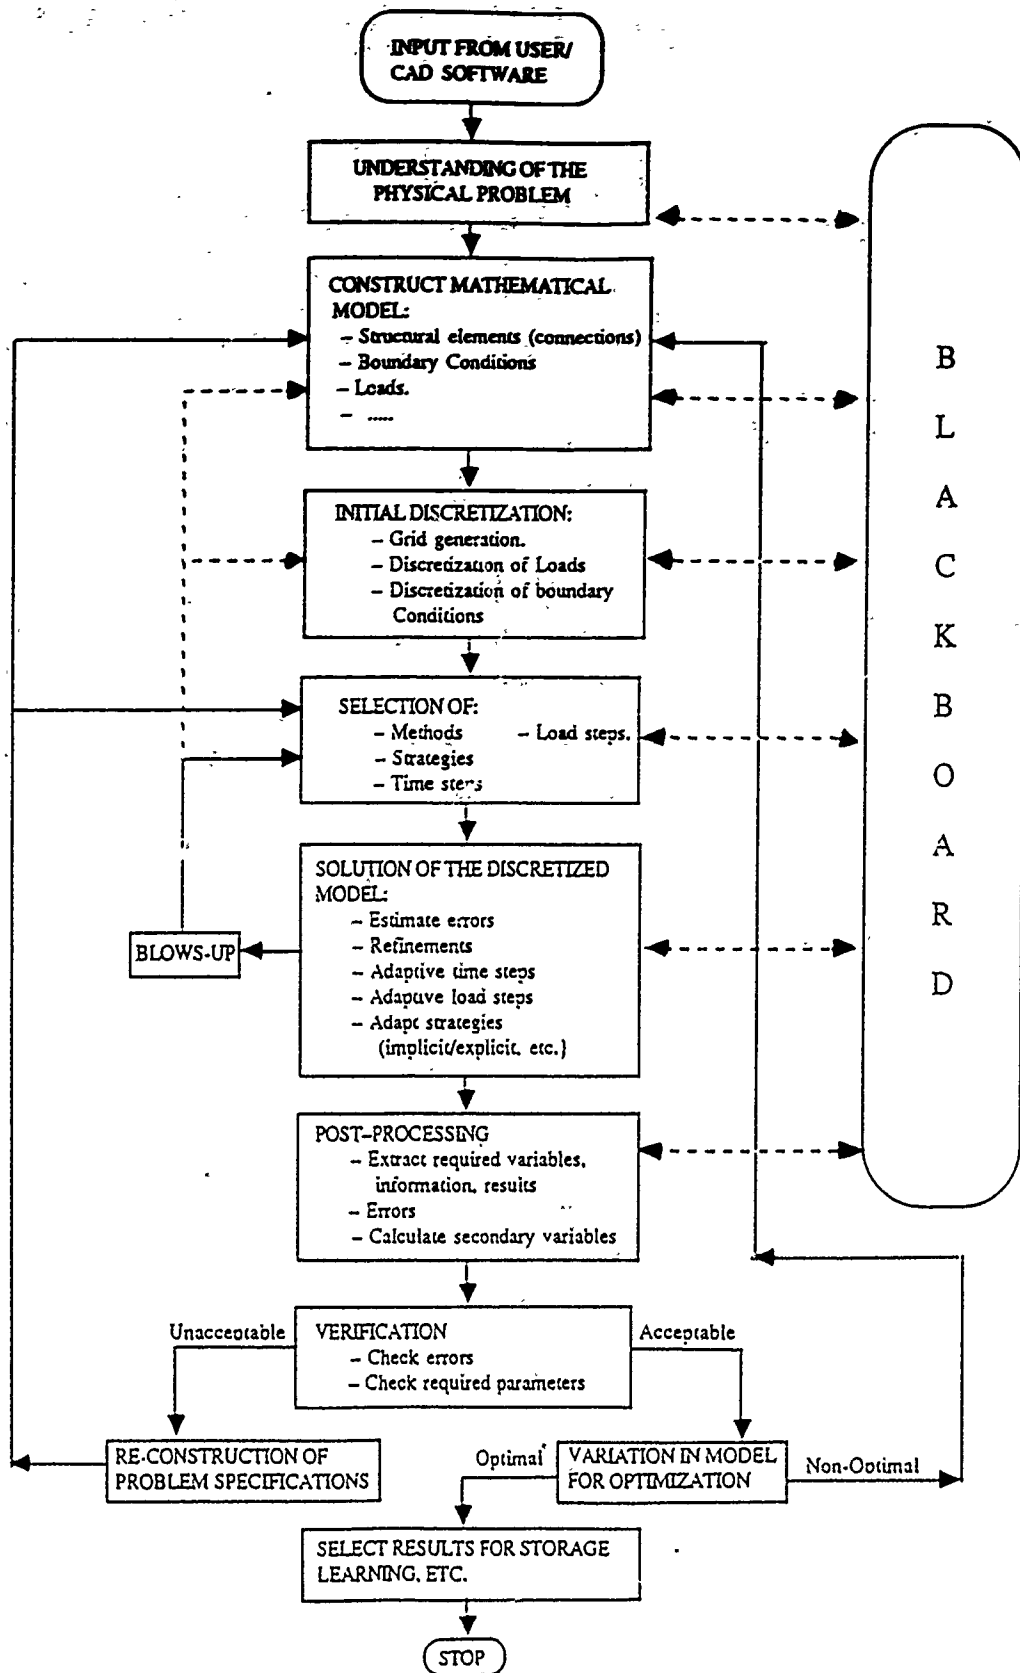 INPUT FROM USER/
CAD SOFTWARE
UNDERSTANDING OF THE
PHYSICAL PROBLEM
CONSTRUCT MATHEMATICAL
MODEL:
– Structural elements (connections)
– Boundary Conditions
– Loads.
– .....
INITIAL DISCRETIZATION:
– Grid generation.
– Discretization of Loads
– Discretization of boundary
Conditions
SELECTION OF:
– Methods – Load steps.
– Strategies
– Time steps
SOLUTION OF THE DISCRETIZED
MODEL:
– Estimate errors
– Refinements
– Adaptive time steps
– Adaptive load steps
– Adapt strategies
(implicit/explicit, etc.)
BLOWS-UP
POST–PROCESSING
– Extract required variables,
information, results
– Errors
– Calculate secondary variables
Unacceptable
VERIFICATION
– Check errors
– Check required parameters
Acceptable
RE-CONSTRUCTION OF
PROBLEM SPECIFICATIONS
Optimal
VARIATION IN MODEL
FOR OPTIMIZATION
Non-Optimal
SELECT RESULTS FOR STORAGE
LEARNING, ETC.
STOP
B
L
A
C
K
B
O
A
R
D